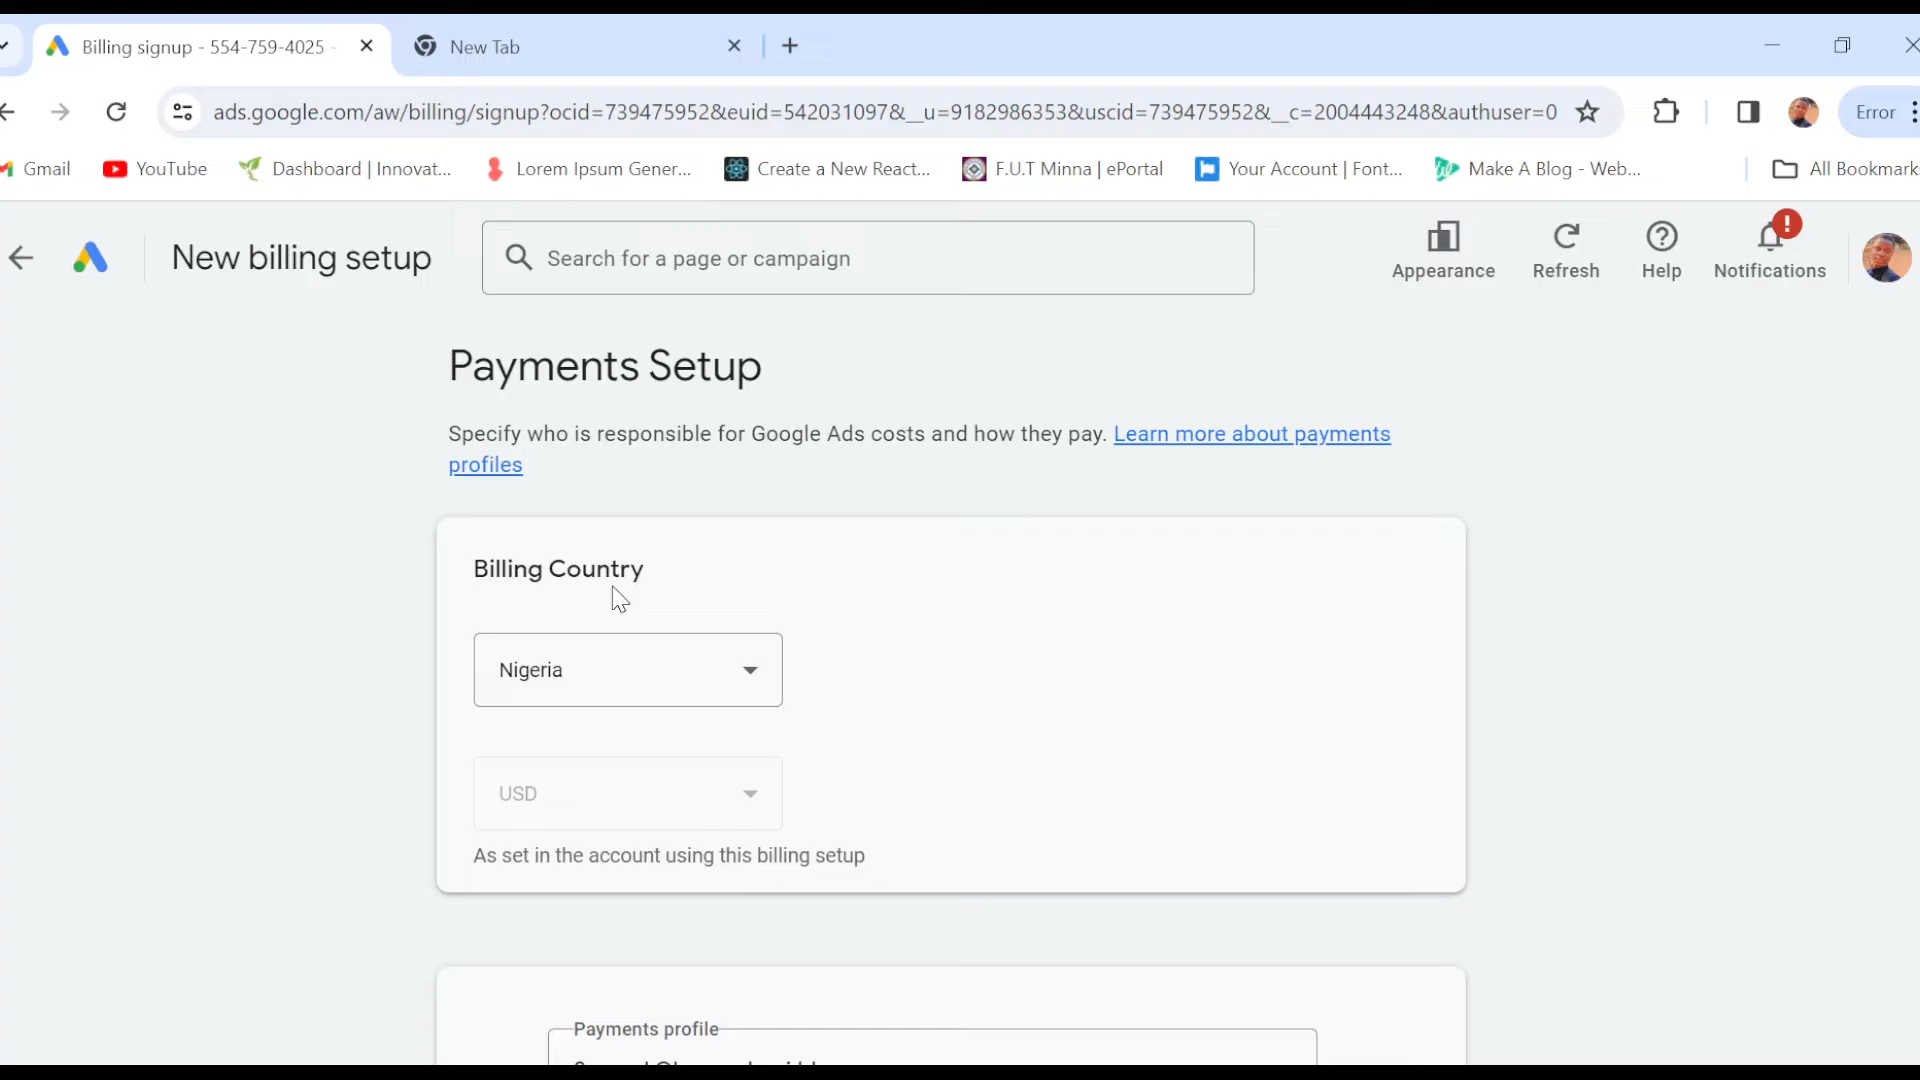 Billing signup - 554-759-4025 -
New Tab
ads.google.com/aw/billing/signup?ocid=739475952&euid=542031097&__u=9182986353&uscid=739475952&__c=2004443248&authuser=0
Error
Gmail
YouTube
Dashboard | Innovat...
Lorem Ipsum Gener...
Create a New React...
F.U.T Minna | ePortal
Your Account | Font...
Make A Blog - Web...
All Bookmarks
New billing setup
Search for a page or campaign
Appearance
Refresh
Help
!
Notifications
Payments Setup
Specify who is responsible for Google Ads costs and how they pay. Learn more about payments
profiles
Billing Country
Nigeria
USD
As set in the account using this billing setup
Payments profile